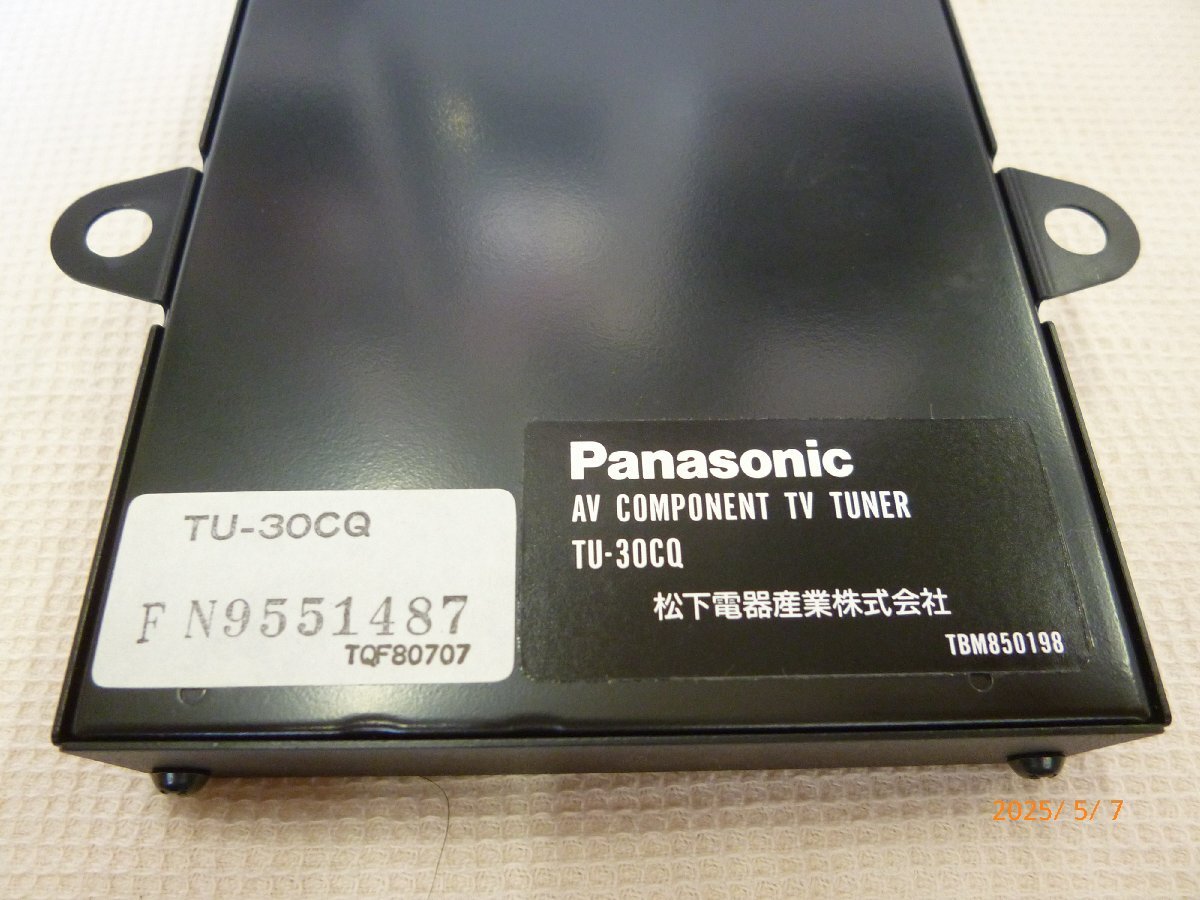 TU-30CQ
F N9551487
TQF80707
Panasonic
AV COMPONENT TV TUNER
TU-30CQ
松下電器産業株式会社
TBM850198
2025/ 5/ 7